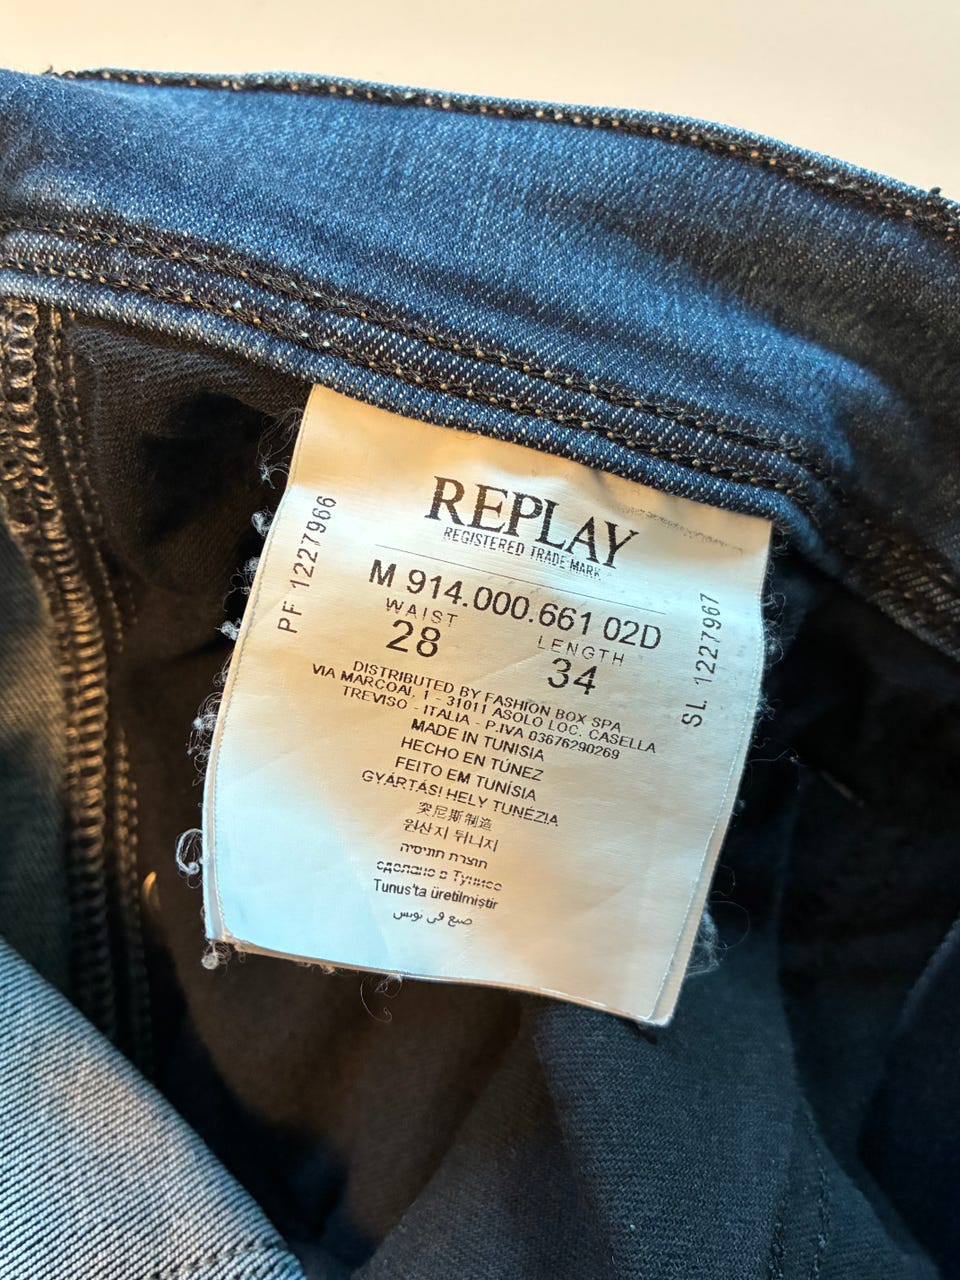 REPLAY
REGISTERED TRADE MARK
PF 1227966
M 914.000.661 02D
WAIST LENGTH
28 34
SL 1227967
DISTRIBUTED BY FASHION BOX SPA
VIA MARCOAI, 1 - 31011 ASOLO LOC. CASELLA
TREVISO - ITALIA - P.IVA 03676290269
MADE IN TUNISIA
HECHO EN TÚNEZ
FEITO EM TUNÍSIA
GYÁRTÁSI HELY TUNÉZIA
突尼斯制造
원산지 튀니지
תוצרת תוניסיה
сделано в Тунисе
Tunus'ta üretilmiştir
صنع في تونس